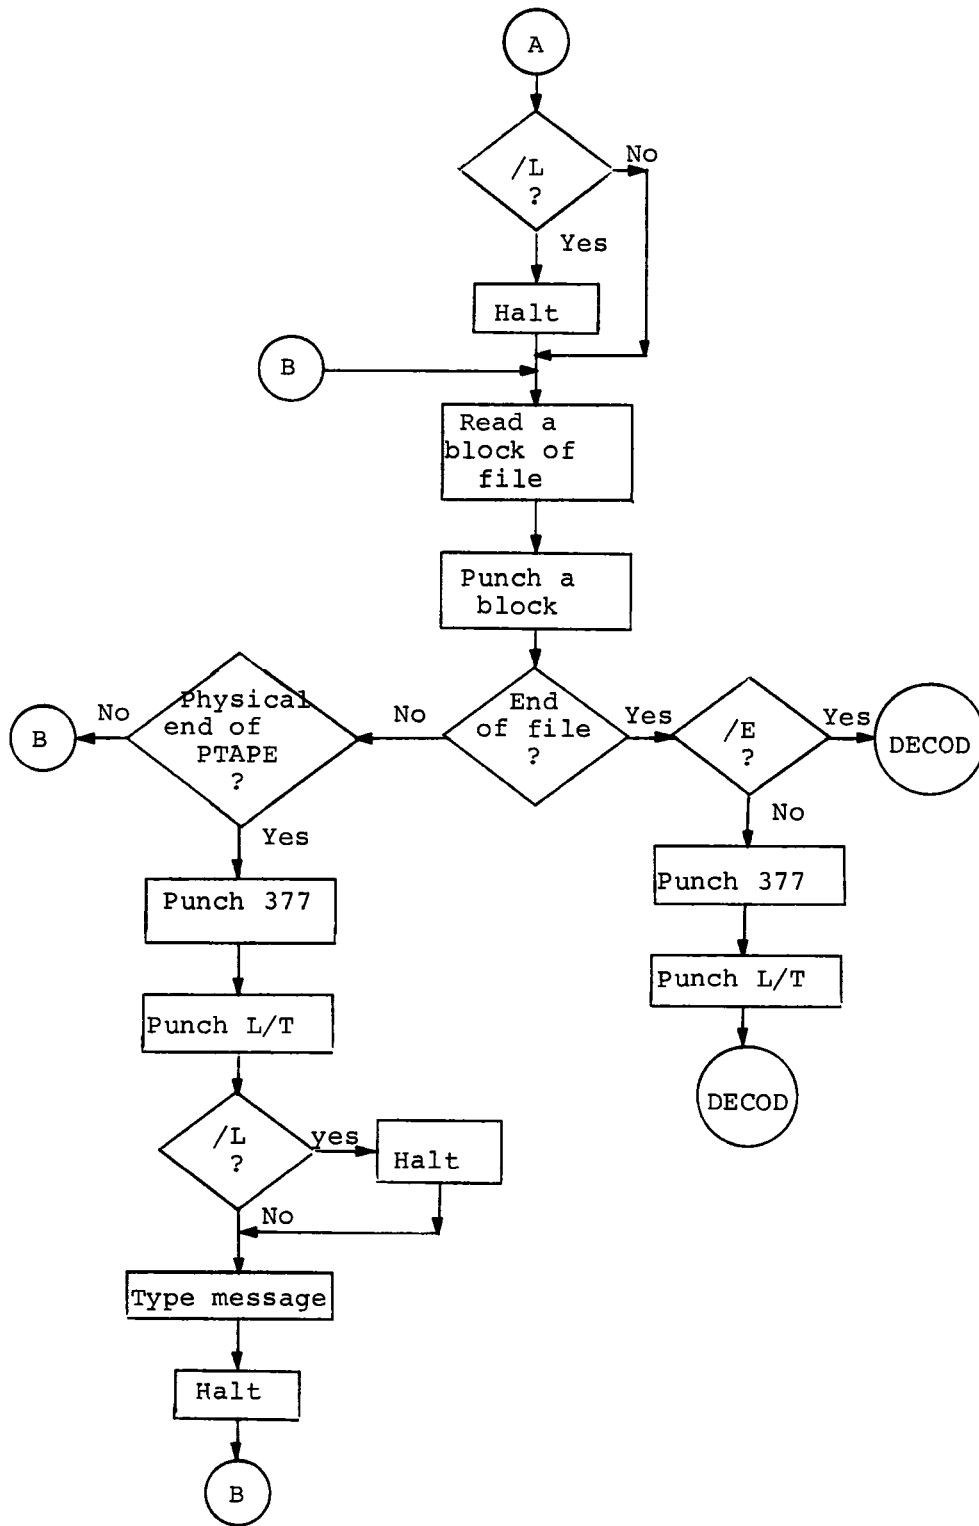 A
/L
?
No
Yes
Halt
B
Read a
block of
file
Punch a
block
End
of file
?
No
Yes
Physical
end of
PTAPE
?
No
B
Yes
/E
?
Yes
DECOD
No
Punch 377
Punch L/T
DECOD
Punch 377
Punch L/T
/L
?
yes
Halt
No
Type message
Halt
B